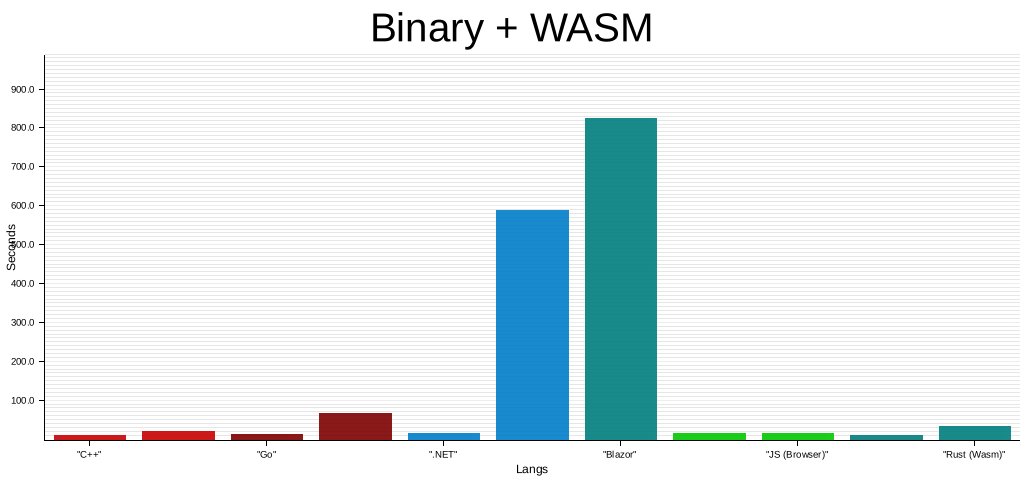 Binary + WASM
900.0
800.0
700.0
600.0
500.0
400.0
300.0
200.0
100.0
Seconds
"C++" "Go" ".NET" "Blazor" "JS (Browser)" "Rust (Wasm)"
Langs